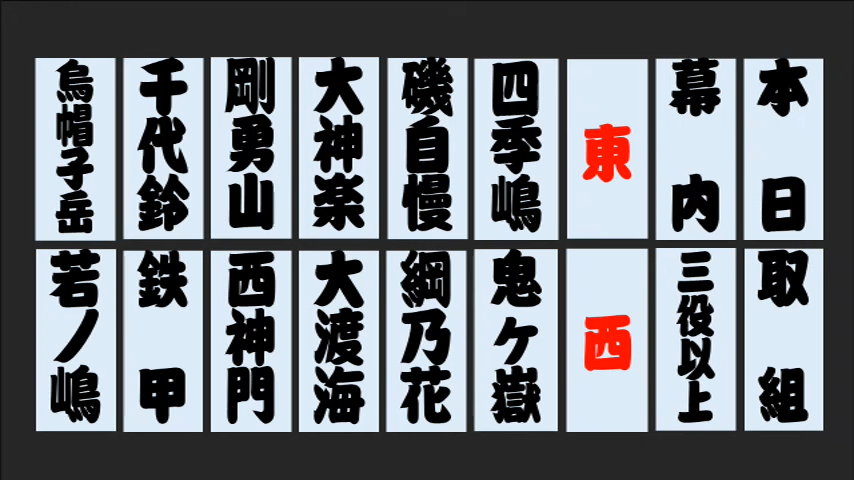 本日
取組
幕内
三役以上
東
西
四季嶋
鬼ケ嶽
磯自慢
綱乃花
大神楽
大渡海
剛勇山
西神門
千代鈴
鉄甲
烏帽子岳
若ノ嶋